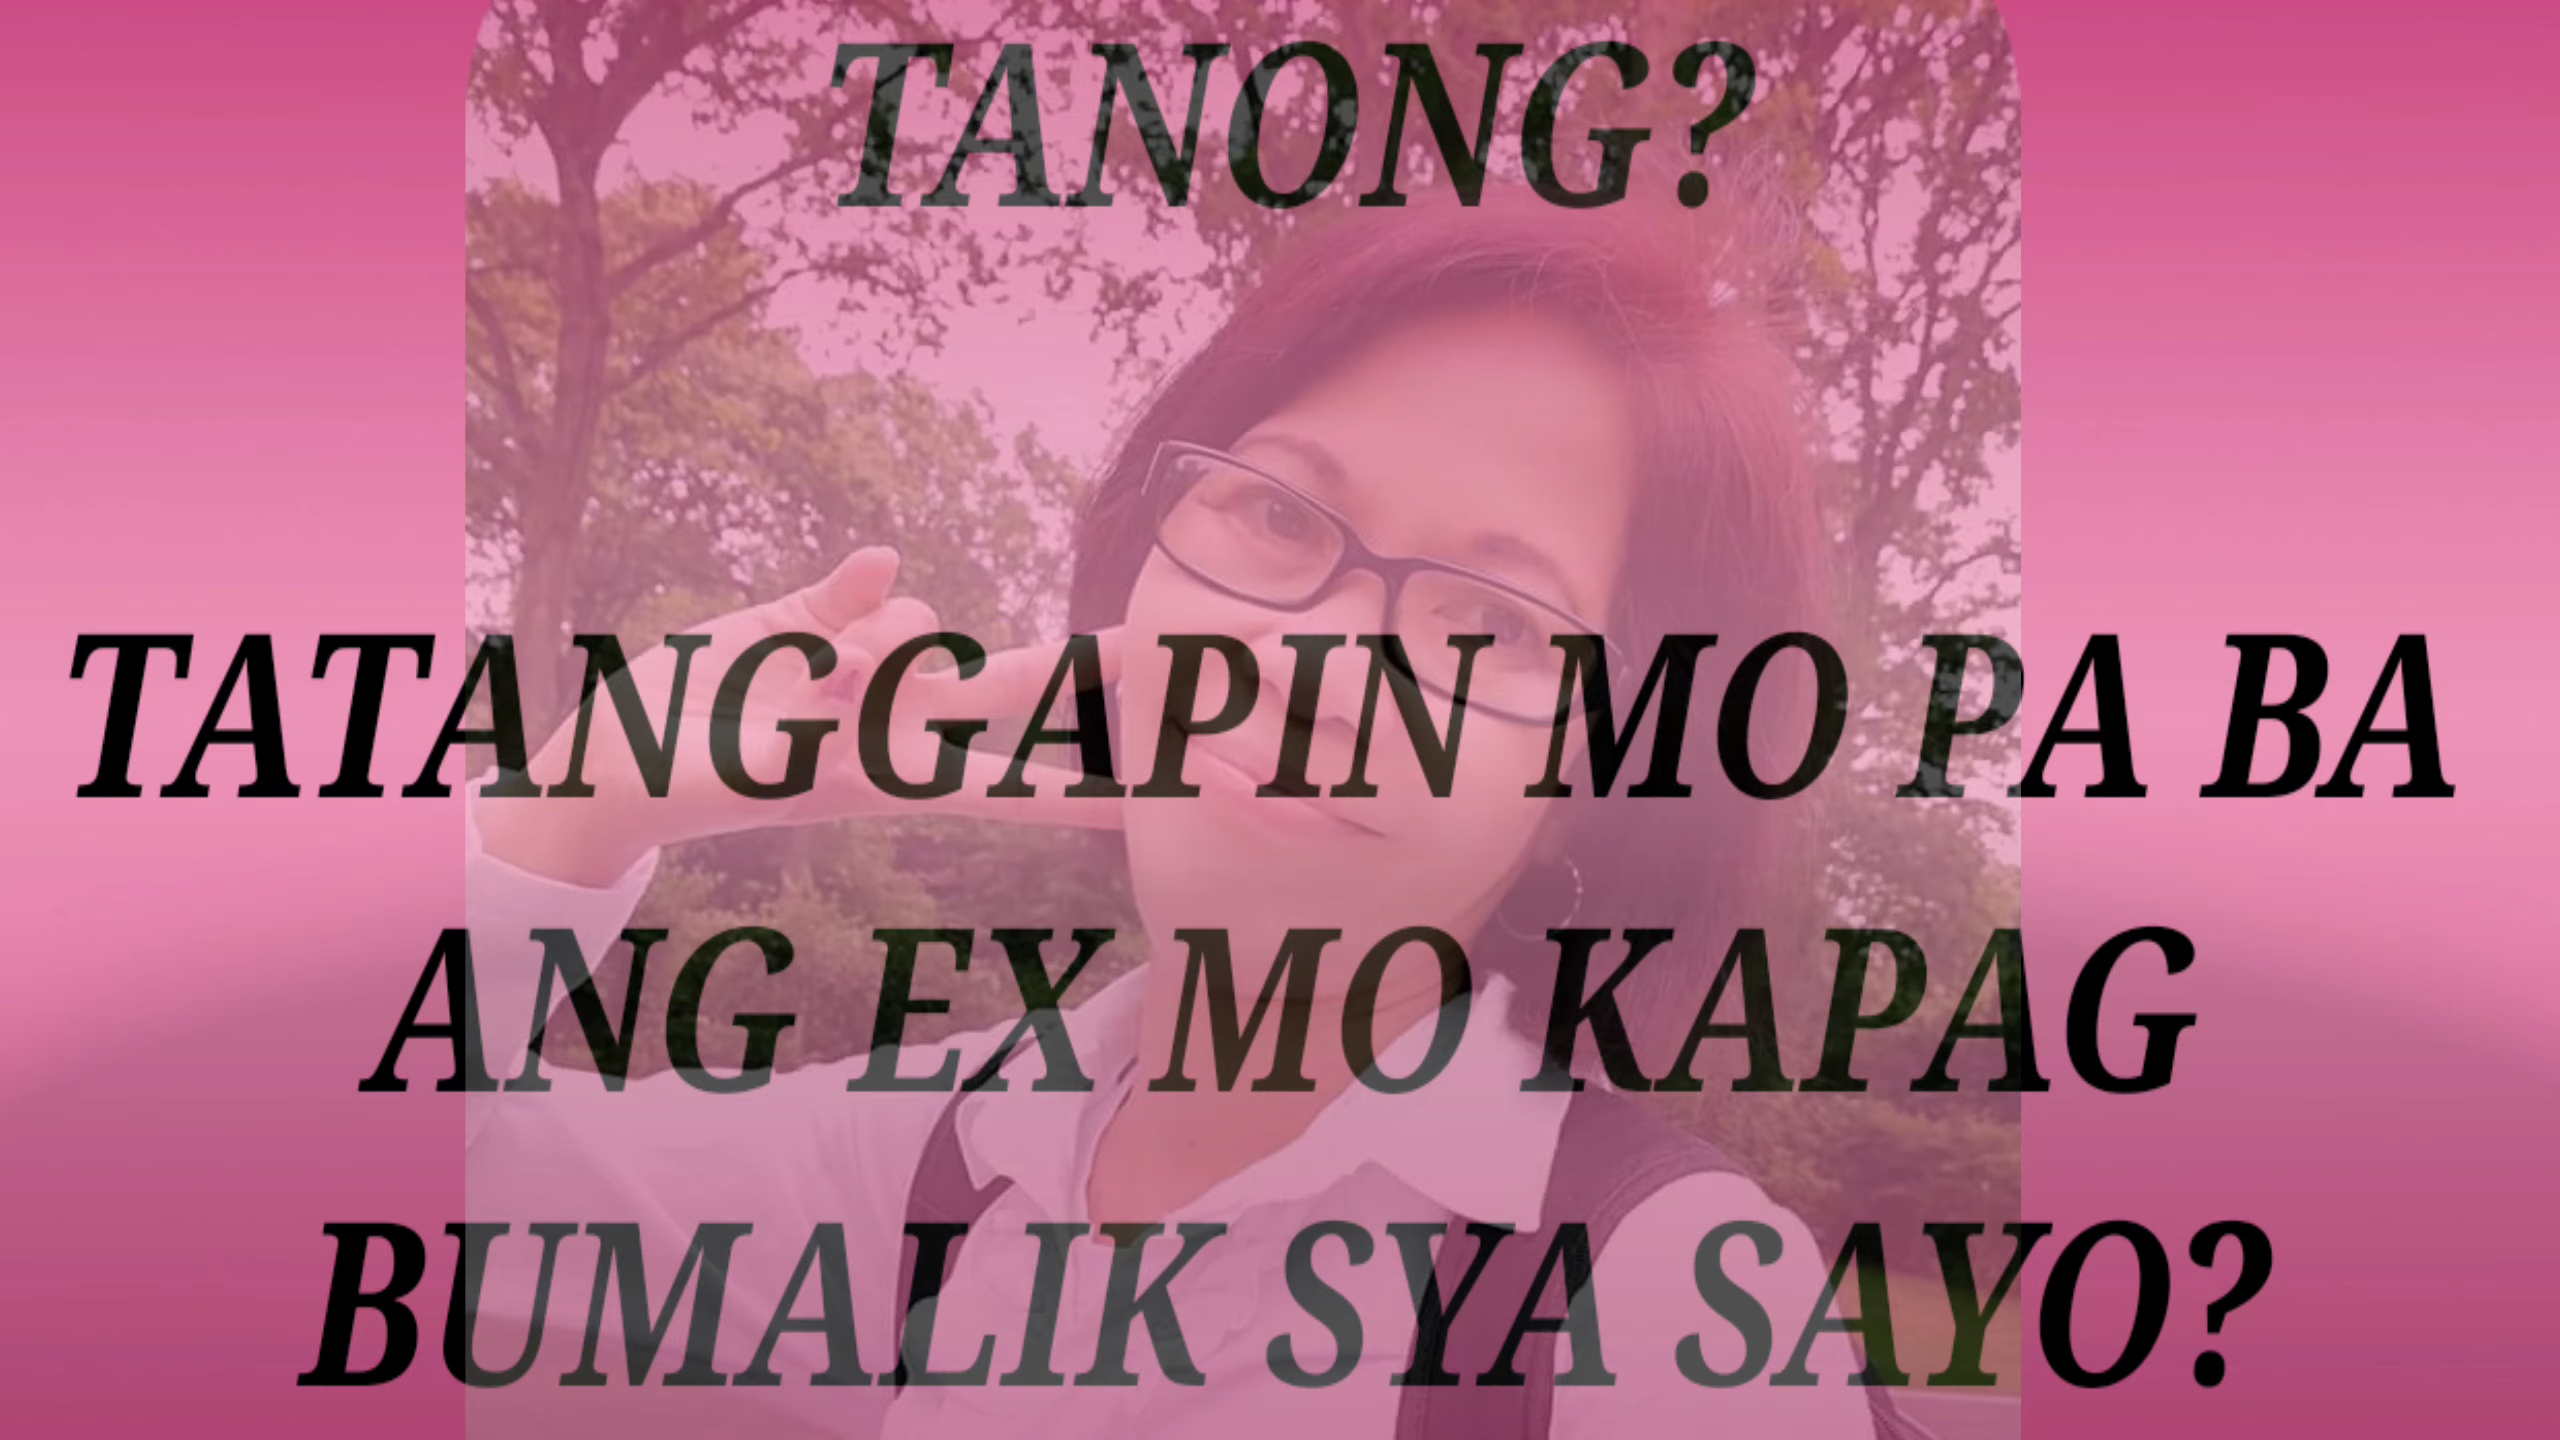 TANONG?
TATANGGAPIN MO PA BA
ANG EX MO KAPAG
BUMALIK SYA SAYO?